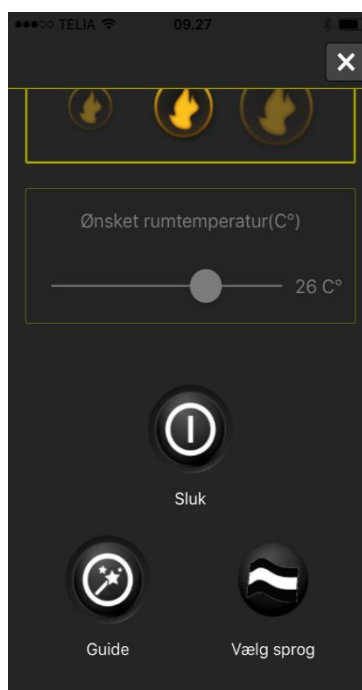 TELIA 09.27
Ønsket rumtemperatur(C°)
26 C°
Sluk
Guide
Vælg sprog